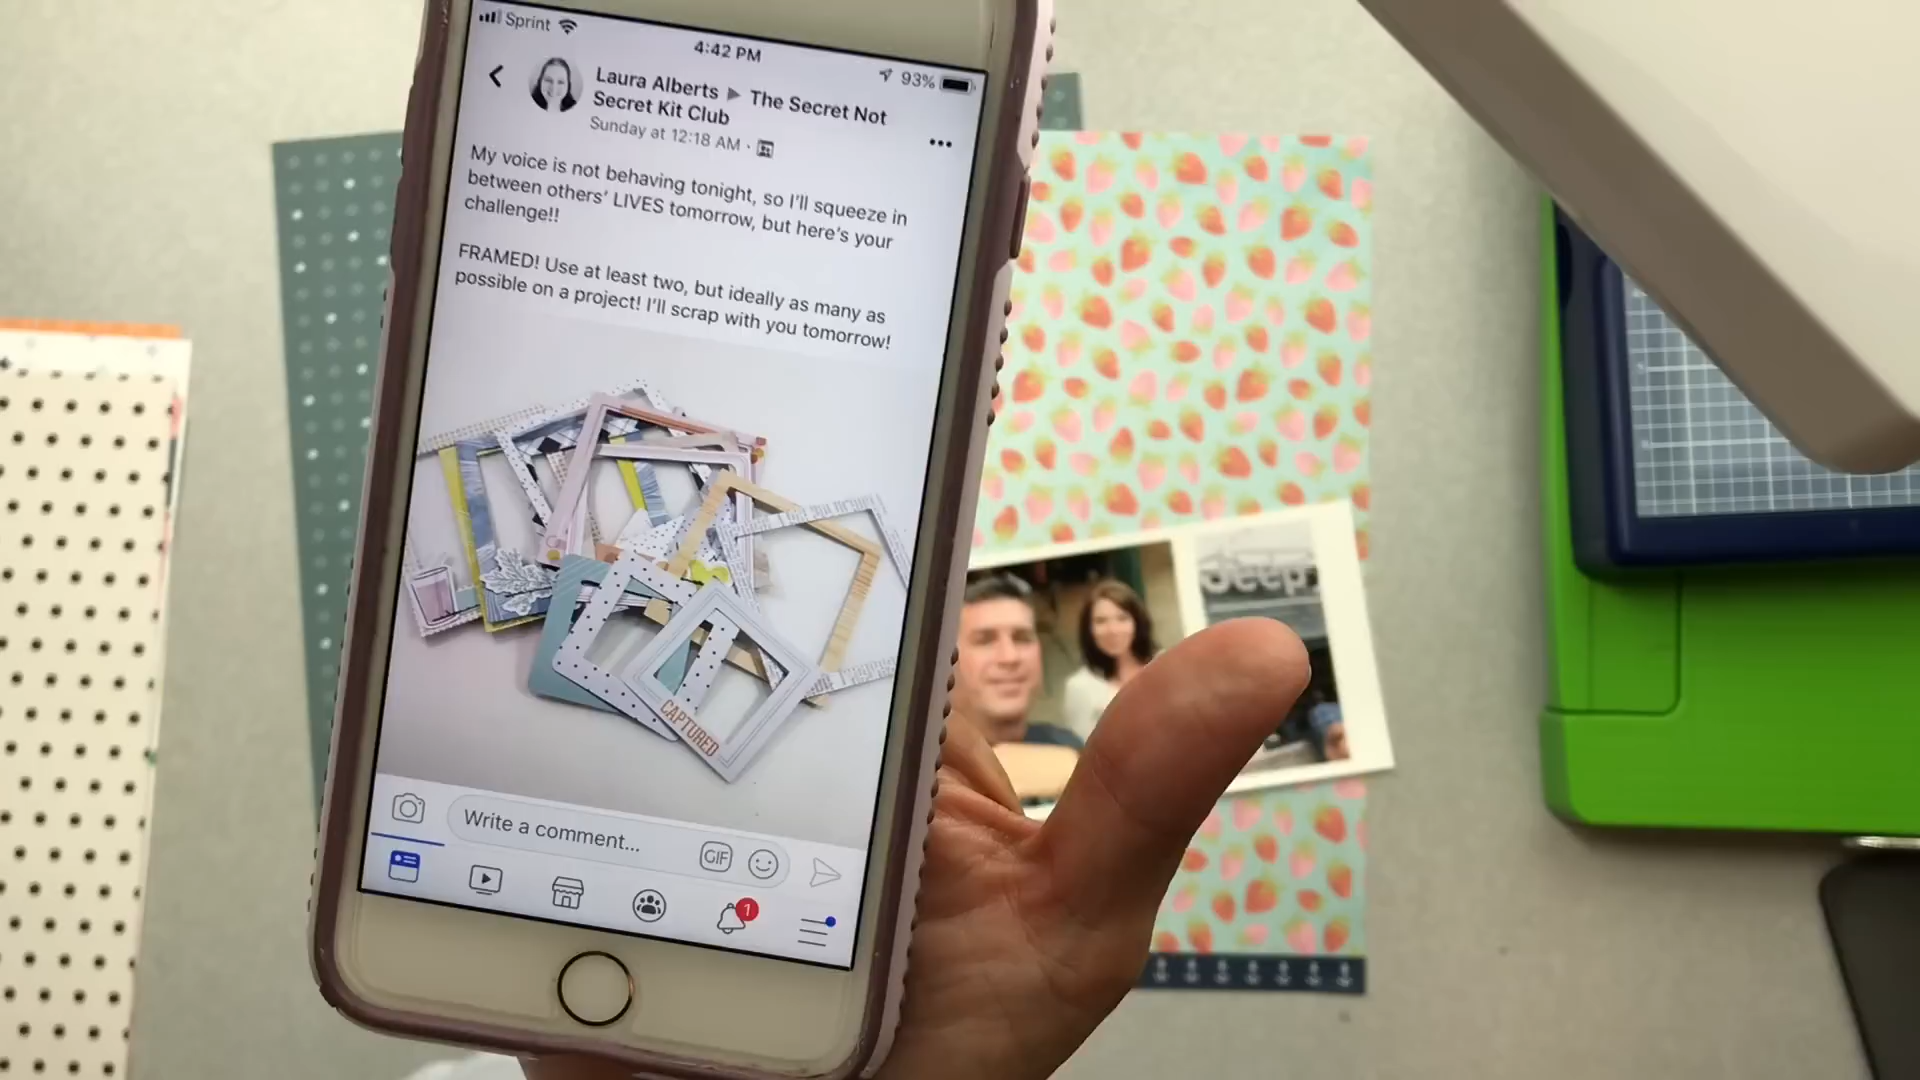 Sprint
4:42 PM
93%
Laura Alberts ▶ The Secret Not
Secret Kit Club
Sunday at 12:18 AM ·
My voice is not behaving tonight, so I'll squeeze in
between others' LIVES tomorrow, but here's your
challenge!!
FRAMED! Use at least two, but ideally as many as
possible on a project! I'll scrap with you tomorrow!
CAPTURED
Write a comment...
GIF
1
Jeep